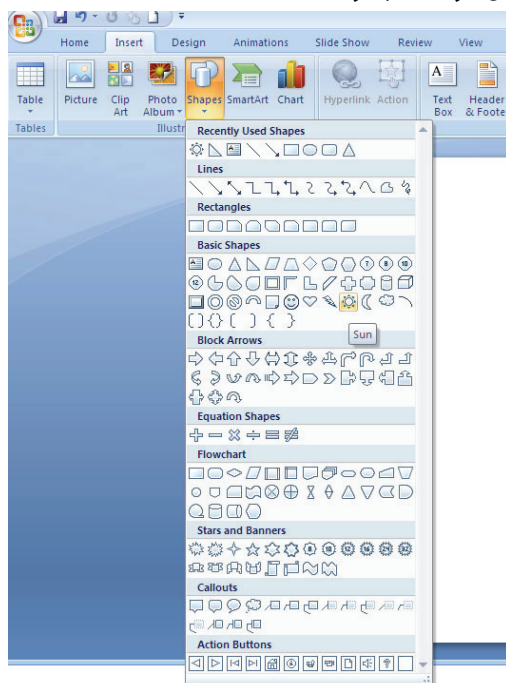 Home Insert Design Animations Slide Show Review View
Table Picture Clip Art Photo Album Shapes SmartArt Chart Hyperlink Action Text Box Header & Foote
Tables Illustr
Recently Used Shapes
Lines
Rectangles
Basic Shapes
Sun
Block Arrows
Equation Shapes
Flowchart
Stars and Banners
Callouts
Action Buttons